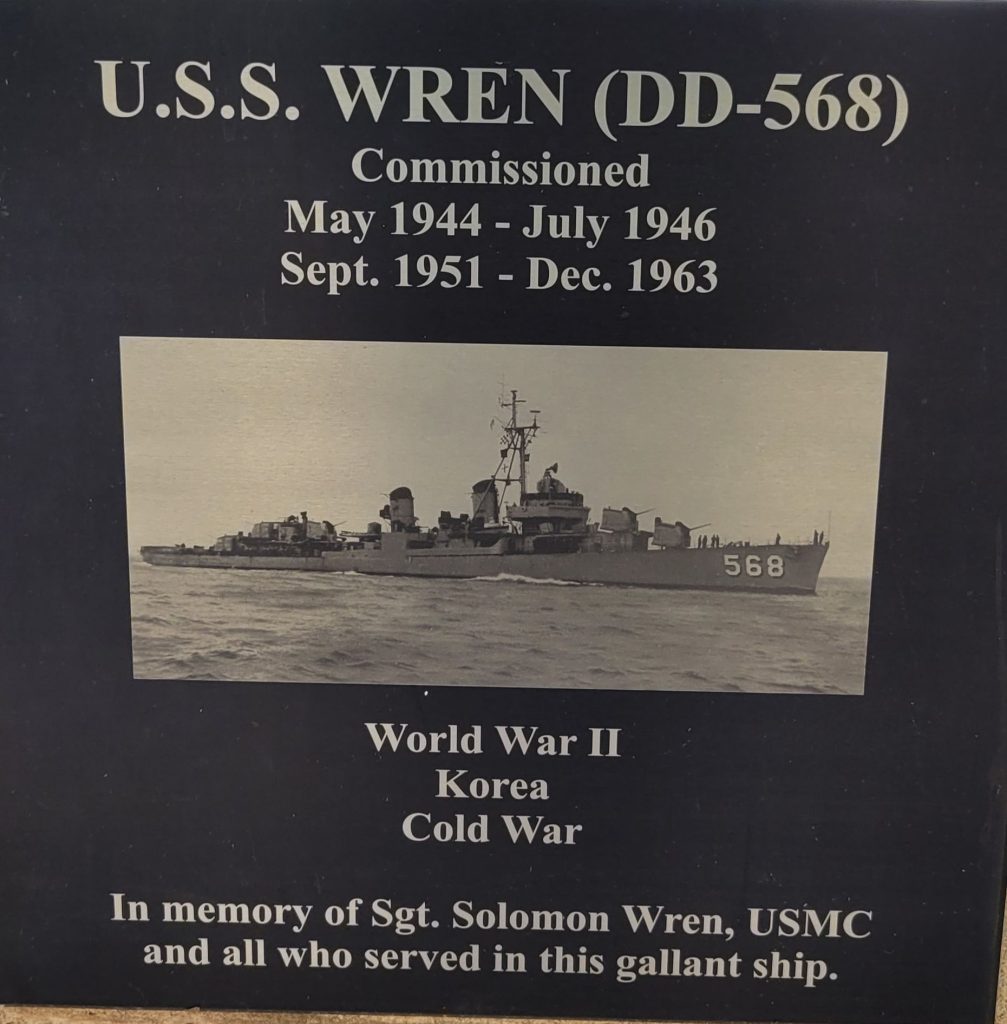 U.S.S. WREN (DD-568)
Commissioned
May 1944 - July 1946
Sept. 1951 - Dec. 1963
568
World War II
Korea
Cold War
In memory of Sgt. Solomon Wren, USMC
and all who served in this gallant ship.